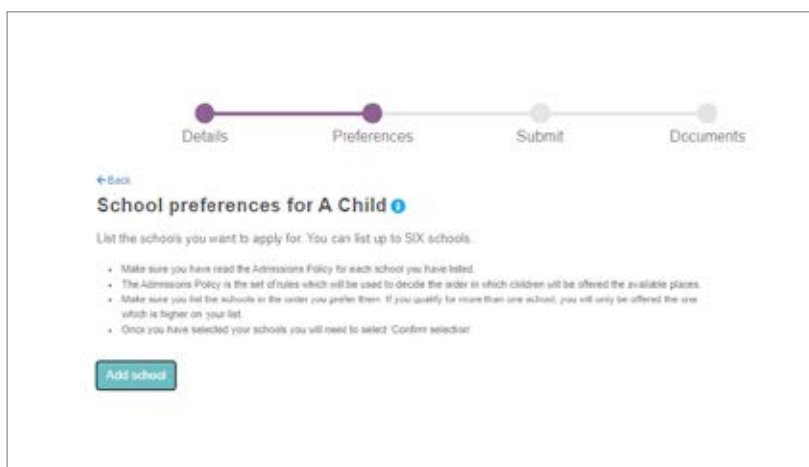 Details Preferences Submit Documents
←Back
School preferences for A Child
List the schools you want to apply for. You can list up to SIX schools.
• Make sure you have read the Admissions Policy for each school you have listed.
• The Admissions Policy is the set of rules which will be used to decide the order in which children will be offered the available places.
• Make sure you list the schools in the order you prefer them. If you qualify for more than one school, you will only be offered the one
which is higher on your list.
• Once you have selected your schools you will need to select 'Confirm selection'
Add school